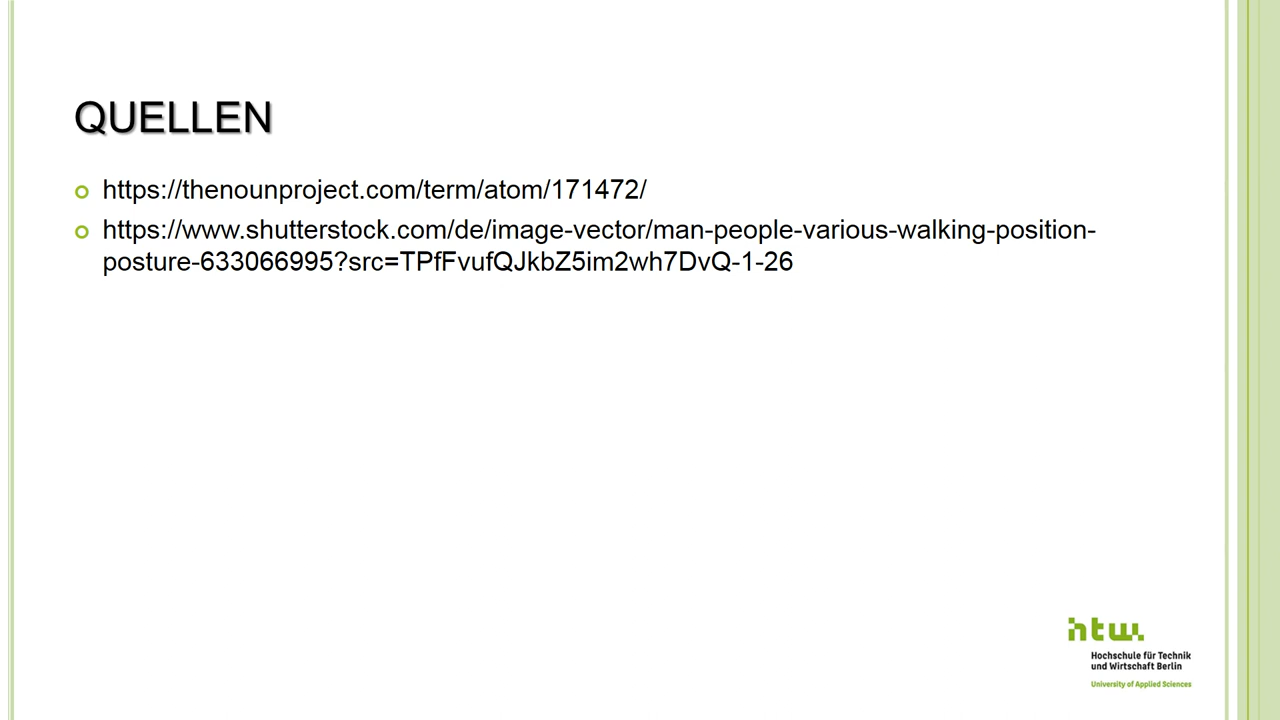 QUELLEN
https://thenounproject.com/term/atom/171472/
https://www.shutterstock.com/de/image-vector/man-people-various-walking-position-
posture-633066995?src=TPfFvufQJkbZ5im2wh7DvQ-1-26
htw.
Hochschule für Technik
und Wirtschaft Berlin
University of Applied Sciences